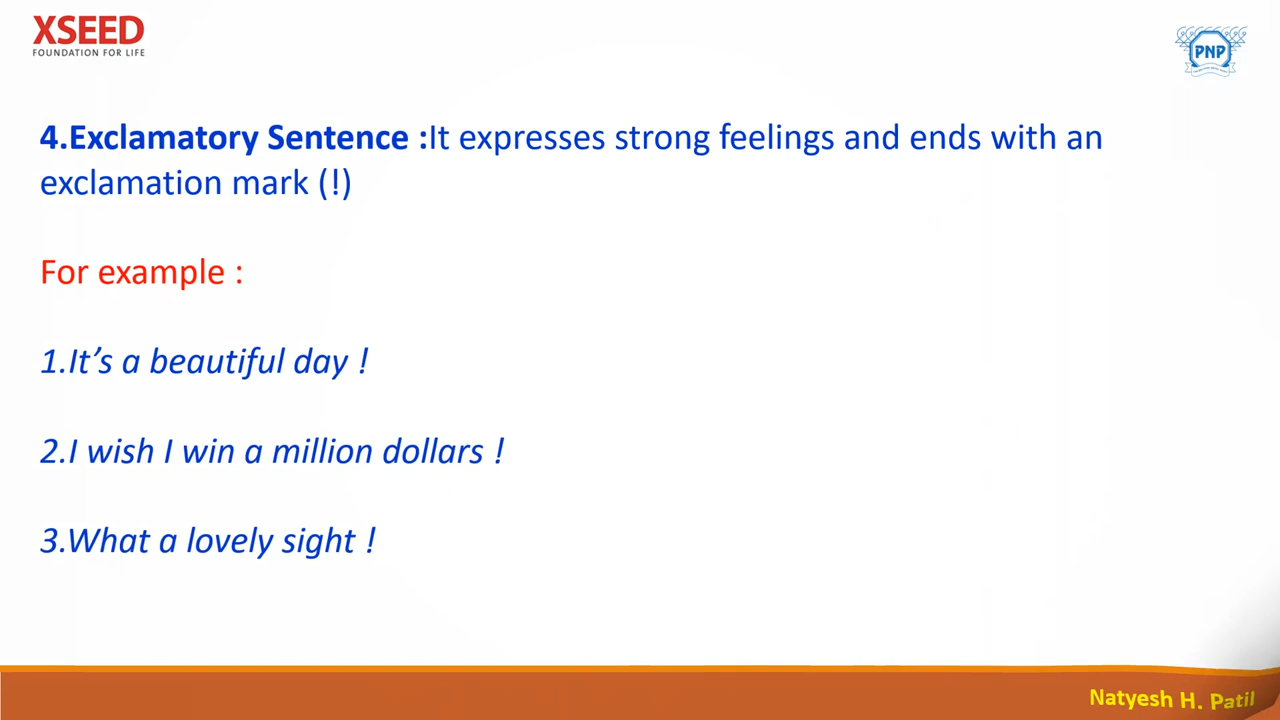 XSEED
FOUNDATION FOR LIFE
PNP
4.Exclamatory Sentence :It expresses strong feelings and ends with an
exclamation mark (!)
For example :
1.It’s a beautiful day !
2.I wish I win a million dollars !
3.What a lovely sight !
Natyesh H. Patil